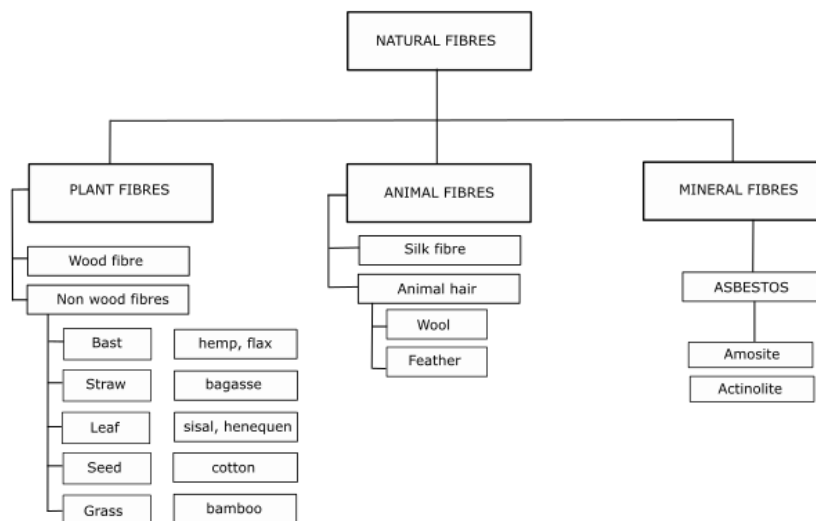 NATURAL FIBRES
PLANT FIBRES
Wood fibre
Non wood fibres
Bast
hemp, flax
Straw
bagasse
Leaf
sisal, henequen
Seed
cotton
Grass
bamboo
ANIMAL FIBRES
Silk fibre
Animal hair
Wool
Feather
MINERAL FIBRES
ASBESTOS
Amosite
Actinolite